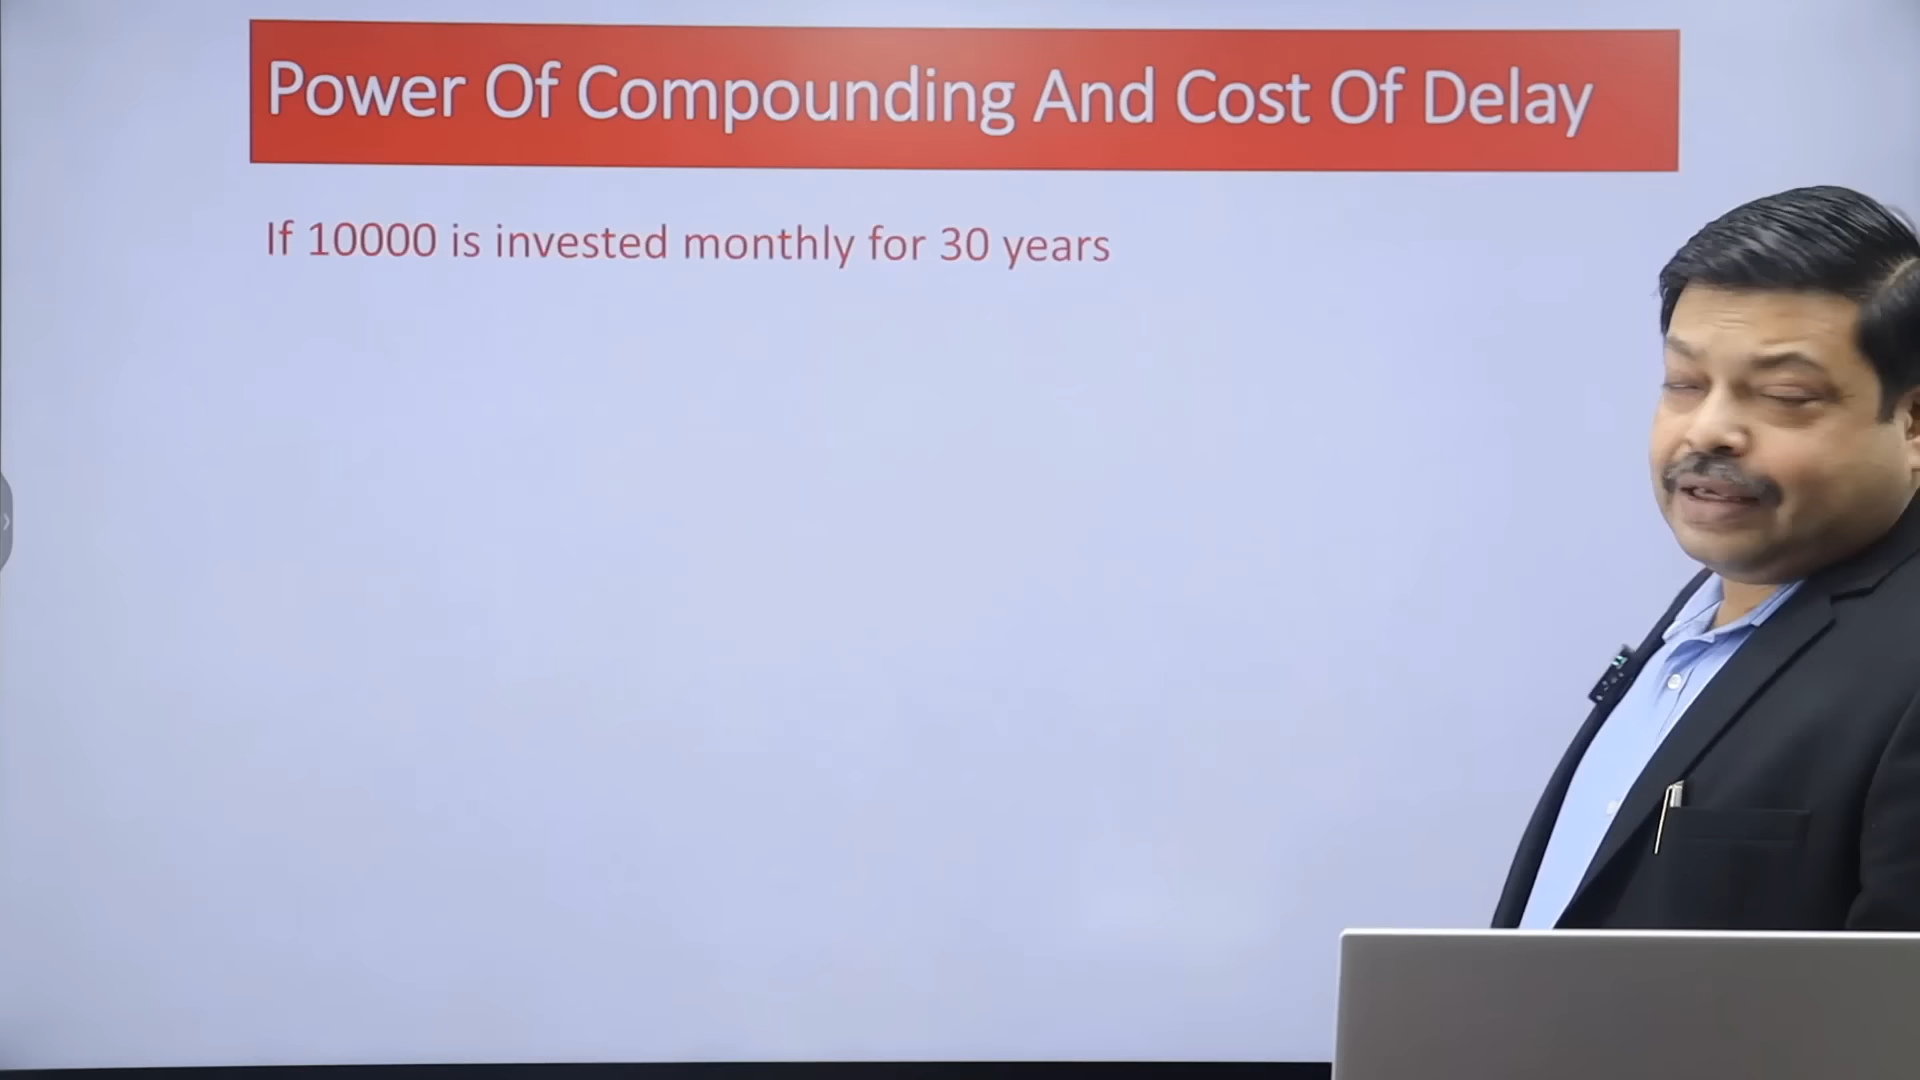 Power Of Compounding And Cost Of Delay
If 10000 is invested monthly for 30 years